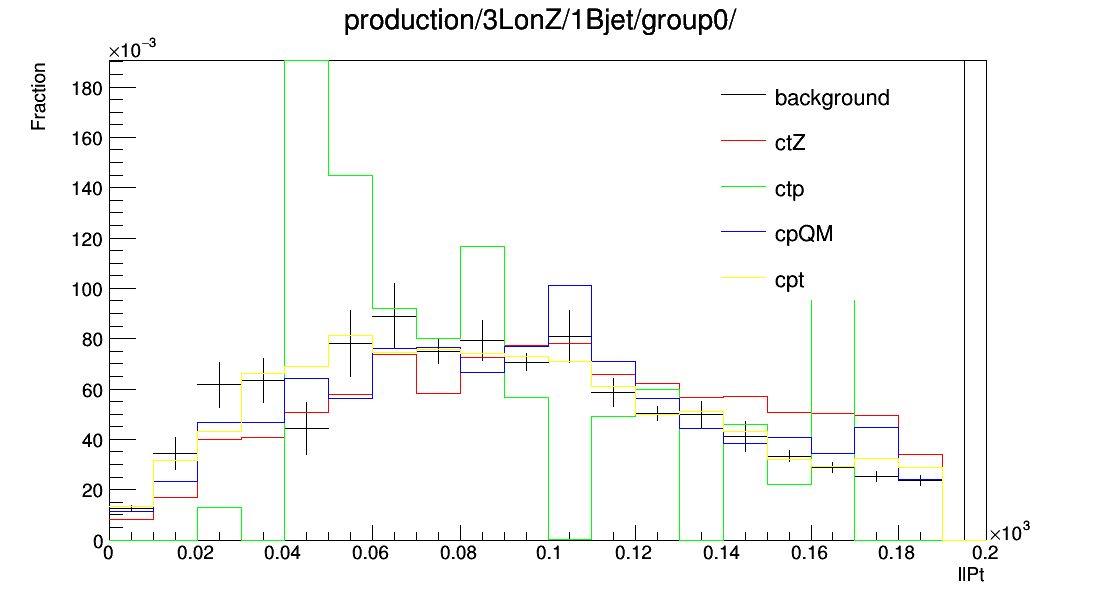 production/3LonZ/1Bjet/group0/
×10⁻³
Fraction
180
160
140
120
100
80
60
40
20
0
background
ctZ
ctp
cpQM
cpt
0 0.02 0.04 0.06 0.08 0.1 0.12 0.14 0.16 0.18 0.2
×10³
llPt